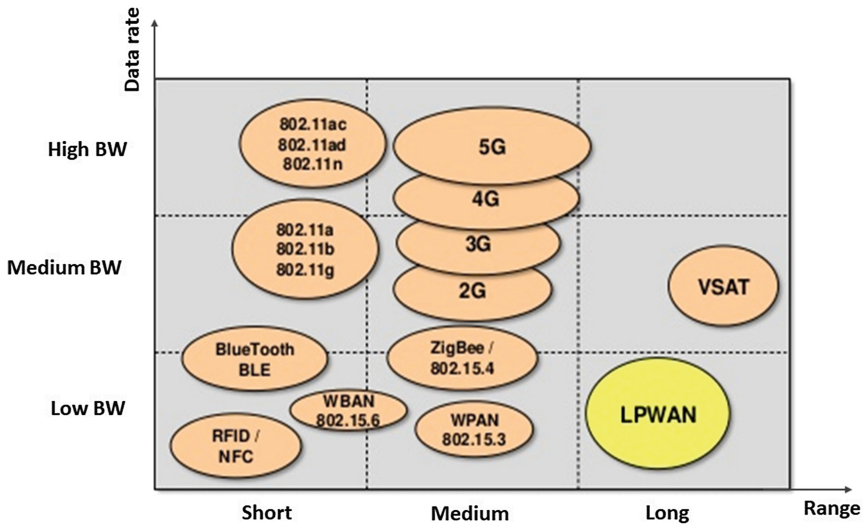 Data rate
High BW
802.11ac
802.11ad
802.11n
5G
4G
Medium BW
802.11a
802.11b
802.11g
3G
2G
VSAT
BlueTooth
BLE
ZigBee /
802.15.4
Low BW
WBAN
802.15.6
RFID /
NFC
WPAN
802.15.3
LPWAN
Short
Medium
Long
Range